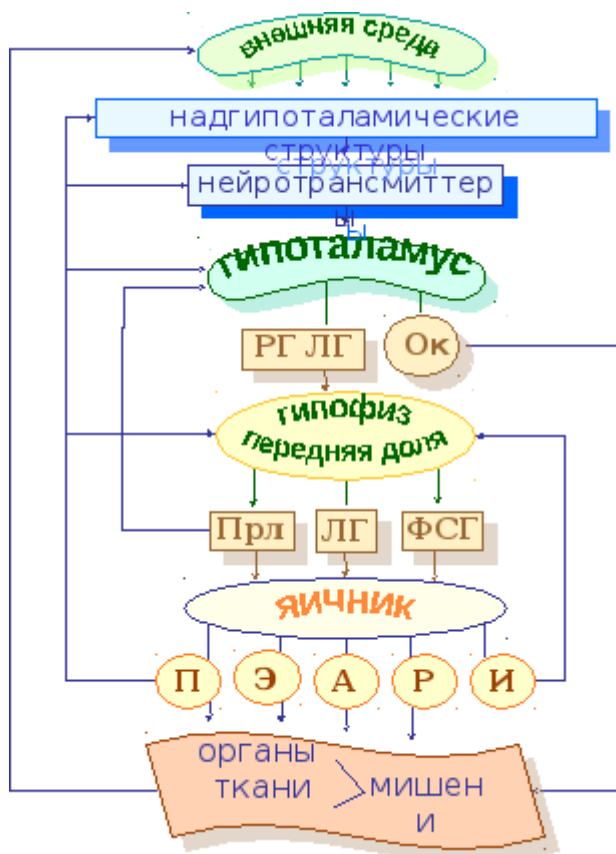 внешняя среда
надгипоталамические
структуры
нейротрансмиттер
ы
гипоталамус
РГ ЛГ
Ок
гипофиз
передняя доля
Прл
ЛГ
ФСГ
яичник
П
Э
А
Р
И
органы
ткани
мишен
и